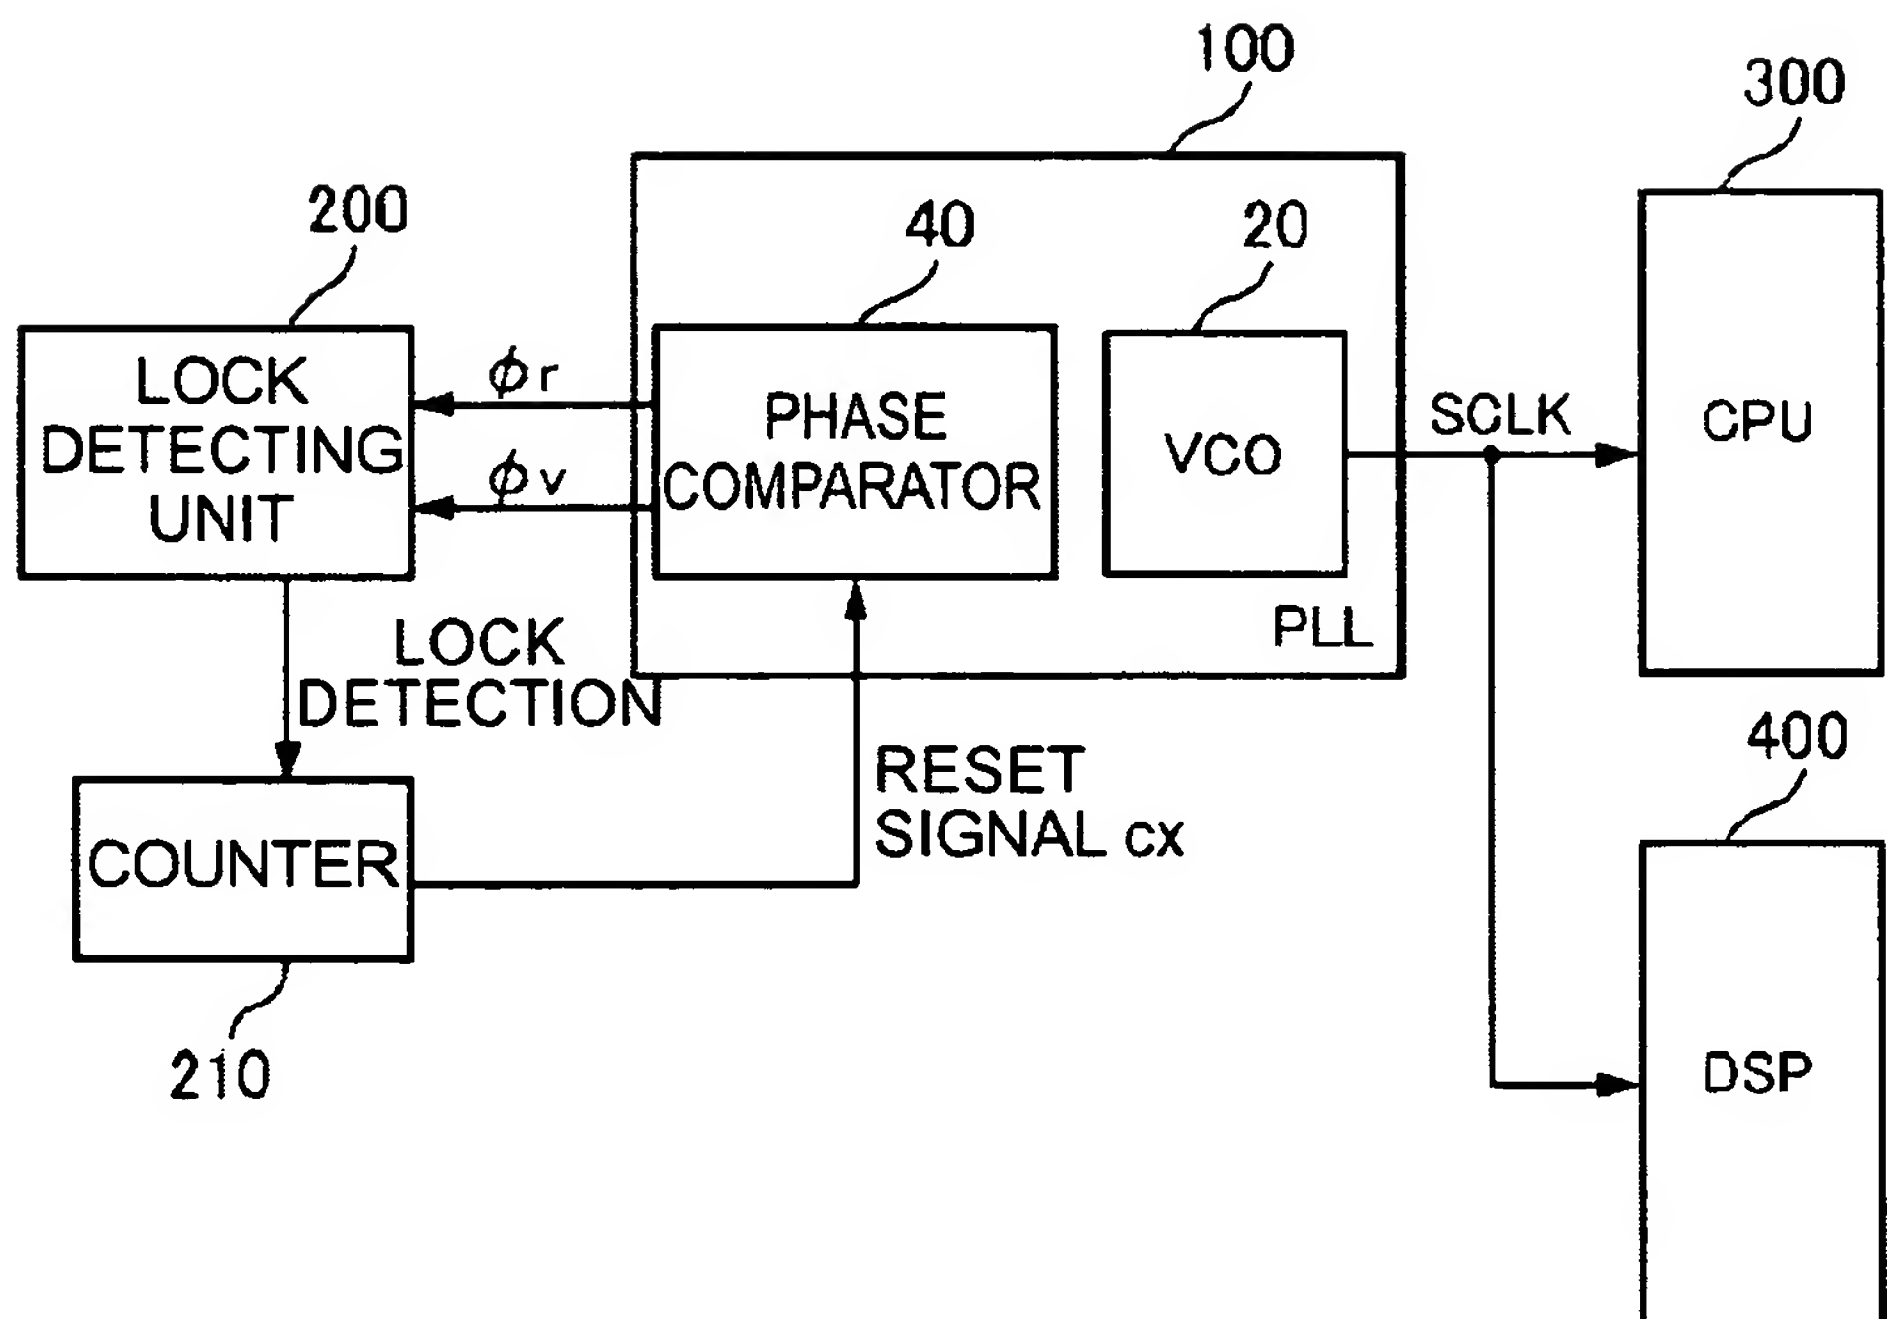 100
300
200
40
20
LOCK
DETECTING
UNIT
ϕr
ϕv
PHASE
COMPARATOR
VCO
SCLK
CPU
PLL
LOCK
DETECTION
RESET
SIGNAL cx
400
COUNTER
210
DSP